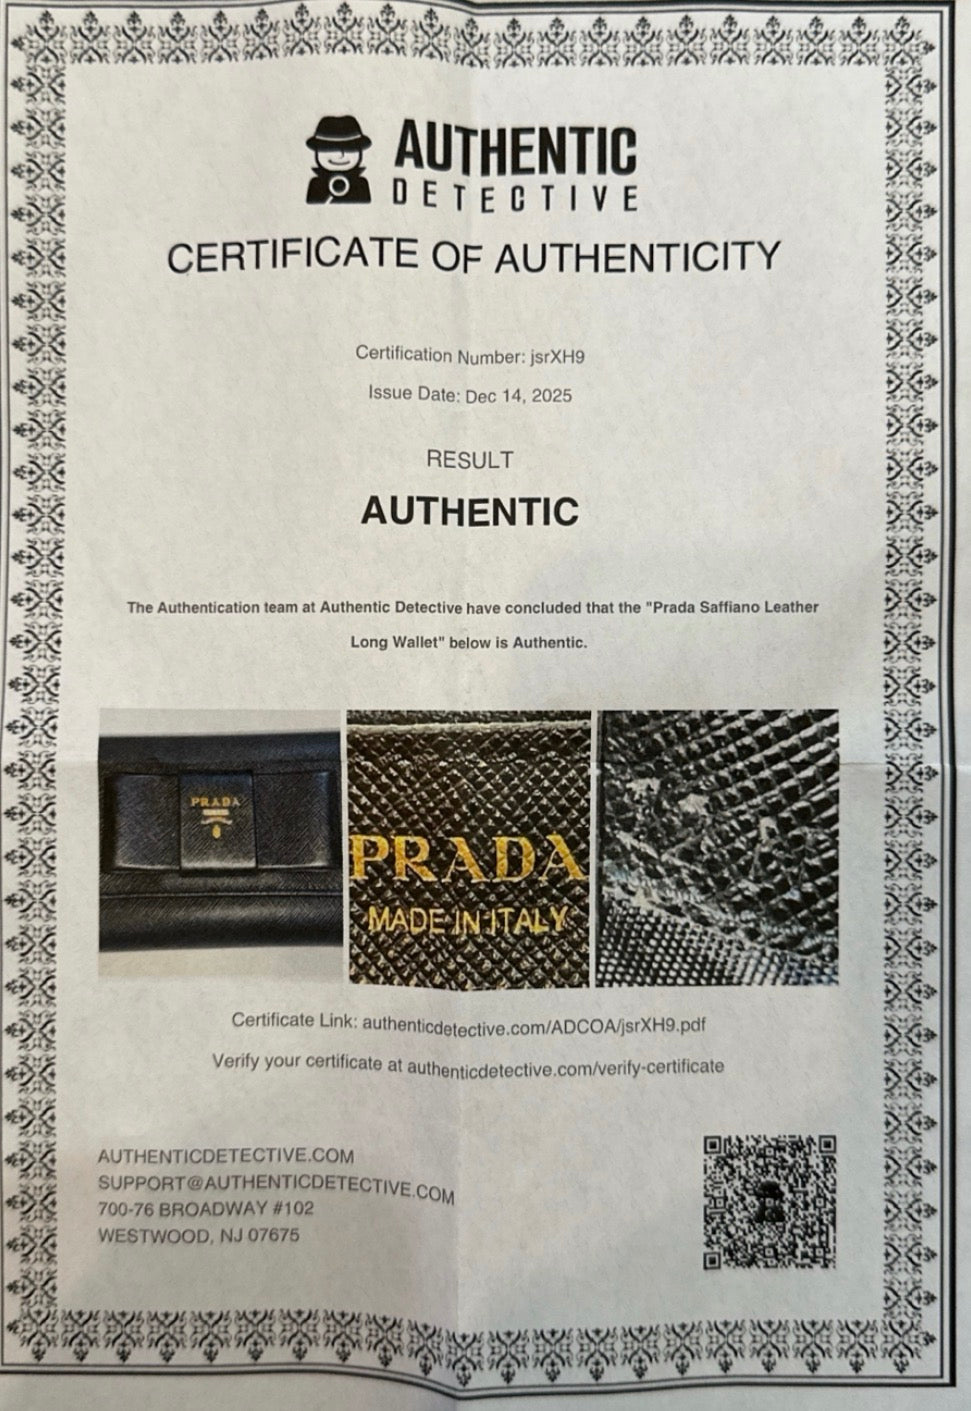 AUTHENTIC
DETECTIVE
CERTIFICATE OF AUTHENTICITY
Certification Number: jsrXH9
Issue Date: Dec 14, 2025
RESULT
AUTHENTIC
The Authentication team at Authentic Detective have concluded that the "Prada Saffiano Leather
Long Wallet" below is Authentic.
PRADA
PRADA
MADE IN ITALY
Certificate Link: authenticdetective.com/ADCOA/jsrXH9.pdf
Verify your certificate at authenticdetective.com/verify-certificate
AUTHENTICDETECTIVE.COM
SUPPORT@AUTHENTICDETECTIVE.COM
700-76 BROADWAY #102
WESTWOOD, NJ 07675